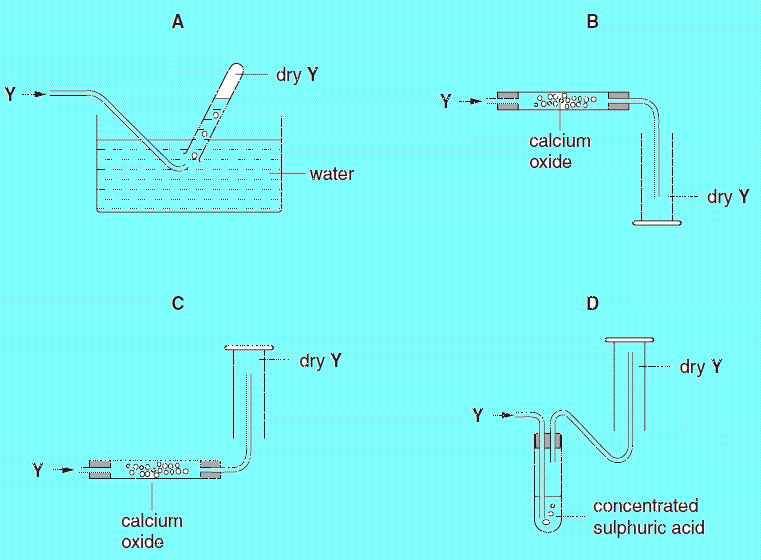 A
Y
dry Y
water
B
Y
calcium
oxide
dry Y
C
Y
dry Y
calcium
oxide
D
Y
dry Y
concentrated
sulphuric acid